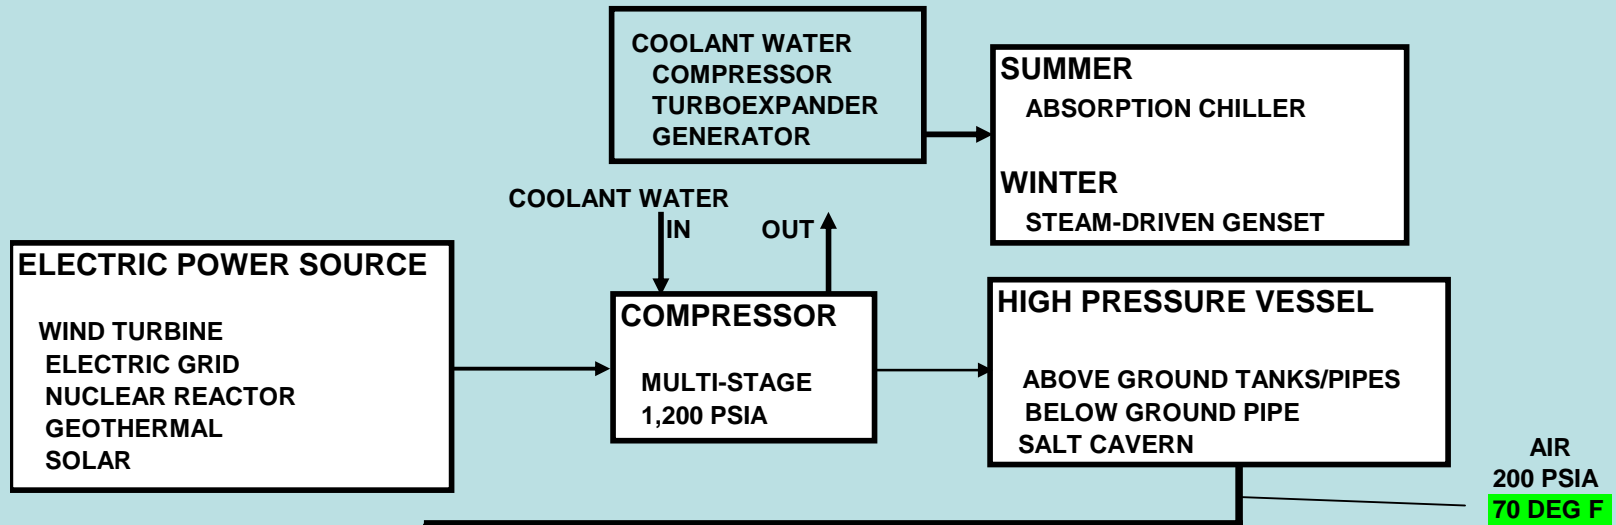 COOLANT WATER
COMPRESSOR
TURBOEXPANDER
GENERATOR
SUMMER
ABSORPTION CHILLER
WINTER
STEAM-DRIVEN GENSET
COOLANT WATER
IN
OUT
ELECTRIC POWER SOURCE
WIND TURBINE
ELECTRIC GRID
NUCLEAR REACTOR
GEOTHERMAL
SOLAR
COMPRESSOR
MULTI-STAGE
1,200 PSIA
HIGH PRESSURE VESSEL
ABOVE GROUND TANKS/PIPES
BELOW GROUND PIPE
SALT CAVERN
AIR
200 PSIA
70 DEG F